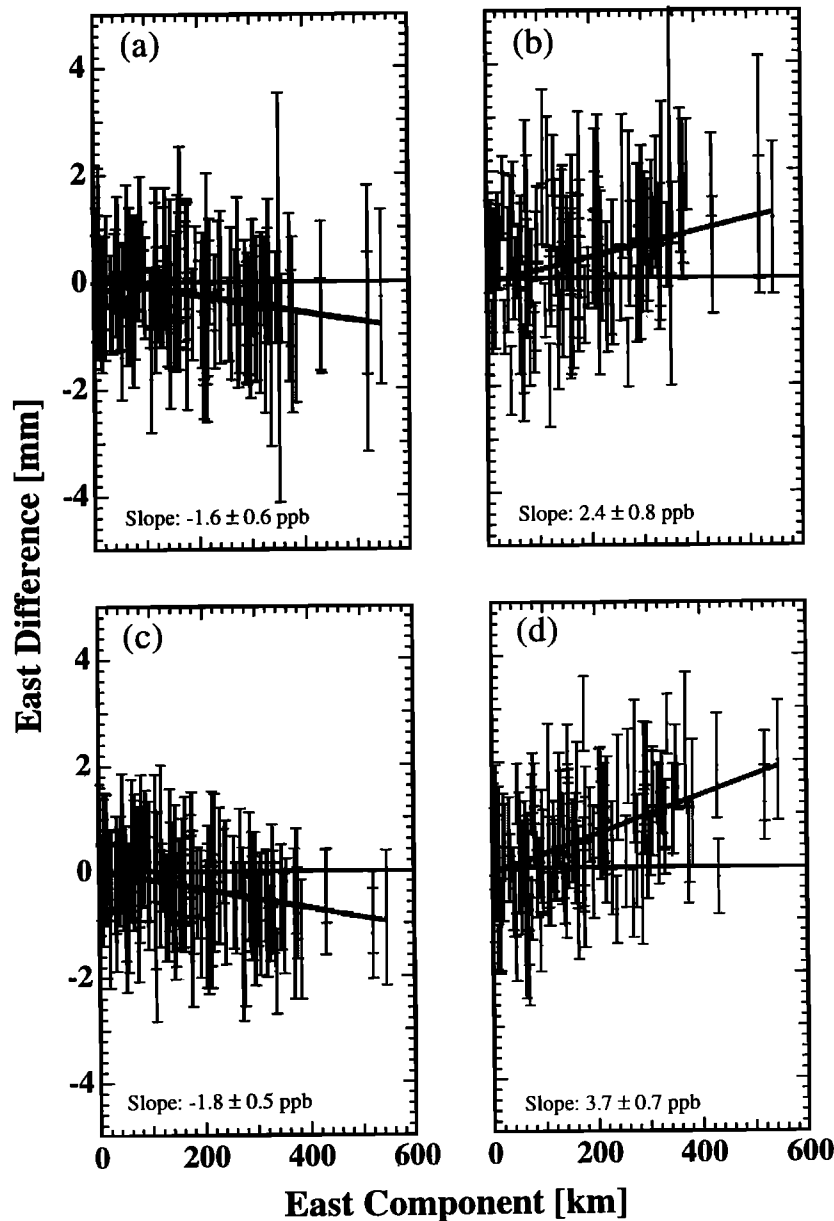 (a)
(b)
4
2
0
-2
-4
Slope: -1.6 ± 0.6 ppb
Slope: 2.4 ± 0.8 ppb
East Difference [mm]
(c)
(d)
4
2
0
-2
-4
Slope: -1.8 ± 0.5 ppb
Slope: 3.7 ± 0.7 ppb
0 200 400 600 0 200 400 600
East Component [km]